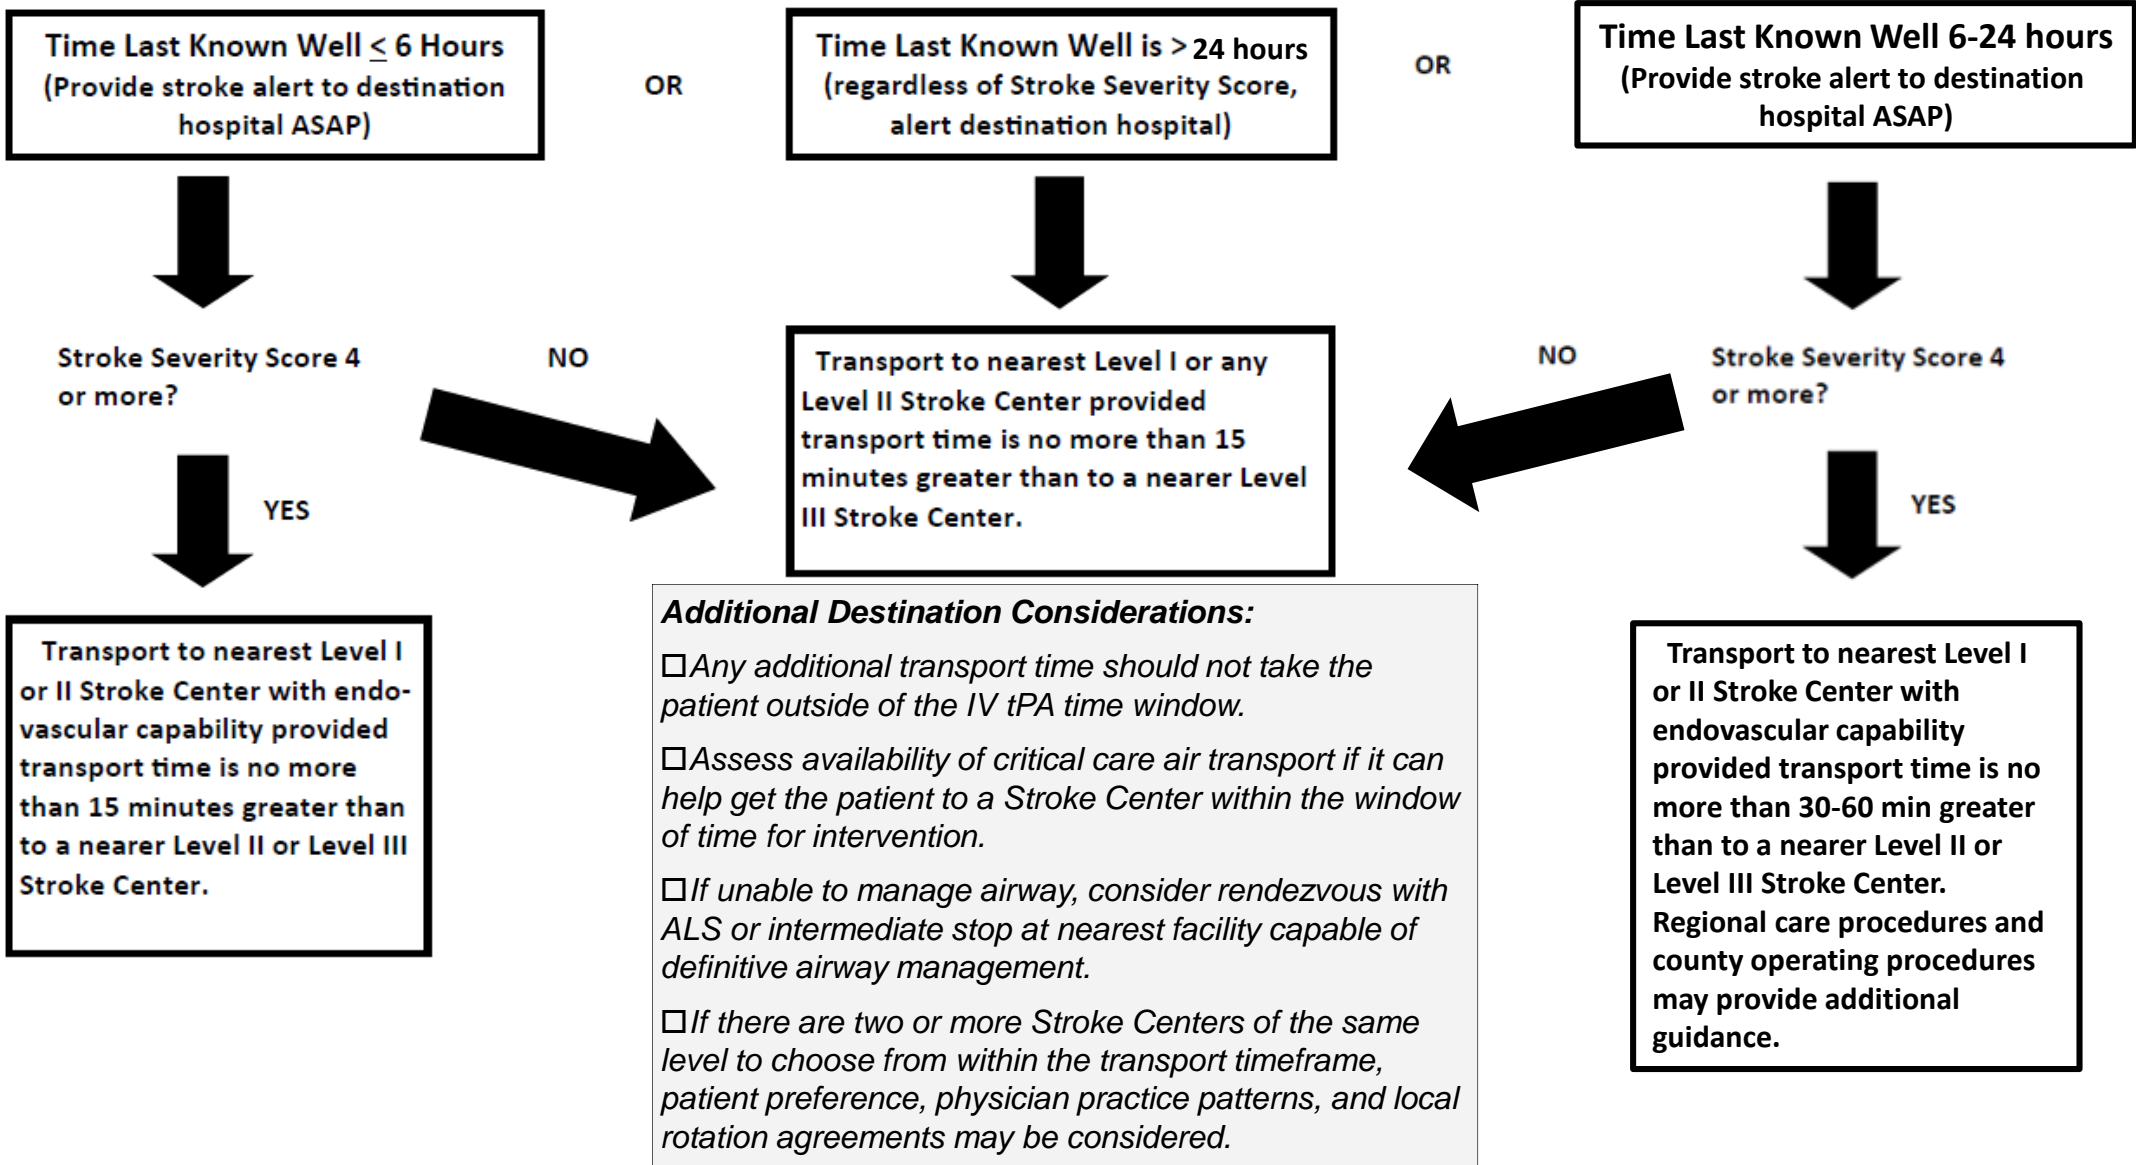 Time Last Known Well ≤ 6 Hours
(Provide stroke alert to destination
hospital ASAP)
OR
Time Last Known Well is > 24 hours
(regardless of Stroke Severity Score,
alert destination hospital)
OR
Time Last Known Well 6-24 hours
(Provide stroke alert to destination
hospital ASAP)
Stroke Severity Score 4
or more?
NO
YES
Transport to nearest Level I
or II Stroke Center with endo-
vascular capability provided
transport time is no more
than 15 minutes greater than
to a nearer Level II or Level III
Stroke Center.
Transport to nearest Level I or any
Level II Stroke Center provided
transport time is no more than 15
minutes greater than to a nearer Level
III Stroke Center.
NO
Stroke Severity Score 4
or more?
YES
Transport to nearest Level I
or II Stroke Center with
endovascular capability
provided transport time is no
more than 30-60 min greater
than to a nearer Level II or
Level III Stroke Center.
Regional care procedures and
county operating procedures
may provide additional
guidance.
Additional Destination Considerations:
☐Any additional transport time should not take the
patient outside of the IV tPA time window.
☐Assess availability of critical care air transport if it can
help get the patient to a Stroke Center within the window
of time for intervention.
☐If unable to manage airway, consider rendezvous with
ALS or intermediate stop at nearest facility capable of
definitive airway management.
☐If there are two or more Stroke Centers of the same
level to choose from within the transport timeframe,
patient preference, physician practice patterns, and local
rotation agreements may be considered.